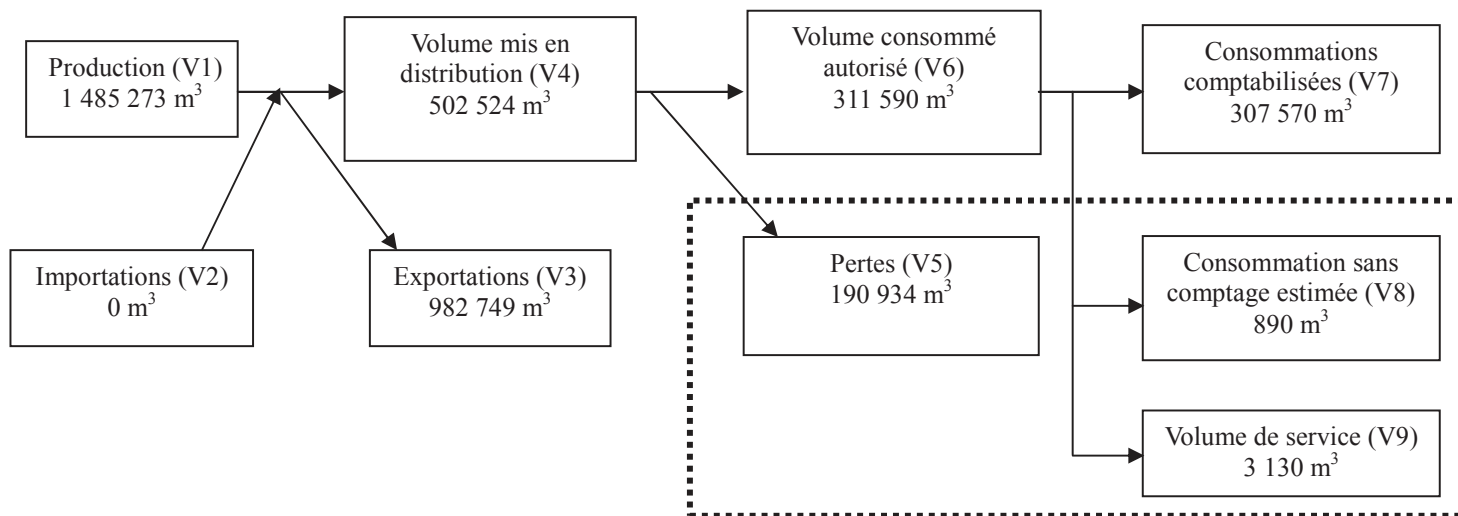 Production (V1)
1 485 273 m³
Volume mis en
distribution (V4)
502 524 m³
Volume consommé
autorisé (V6)
311 590 m³
Consommations
comptabilisées (V7)
307 570 m³
Importations (V2)
0 m³
Exportations (V3)
982 749 m³
Pertes (V5)
190 934 m³
Consommation sans
comptage estimée (V8)
890 m³
Volume de service (V9)
3 130 m³